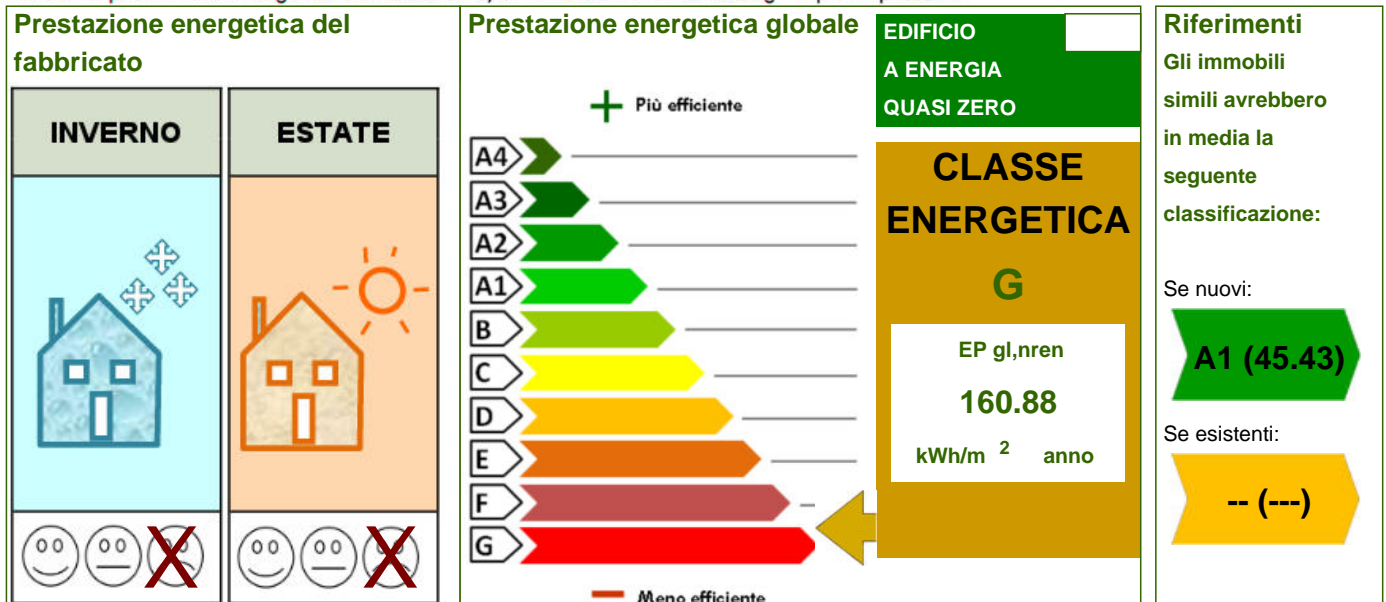 Prestazione energetica del
fabbricato
INVERNO
ESTATE
Prestazione energetica globale
Più efficiente
A4
A3
A2
A1
B
C
D
E
F
G
Meno efficiente
EDIFICIO
A ENERGIA
QUASI ZERO
CLASSE
ENERGETICA
G
EP gl,nren
160.88
kWh/m 2 anno
Riferimenti
Gli immobili
simili avrebbero
in media la
seguente
classificazione:
Se nuovi:
A1 (45.43)
Se esistenti:
-- (---)